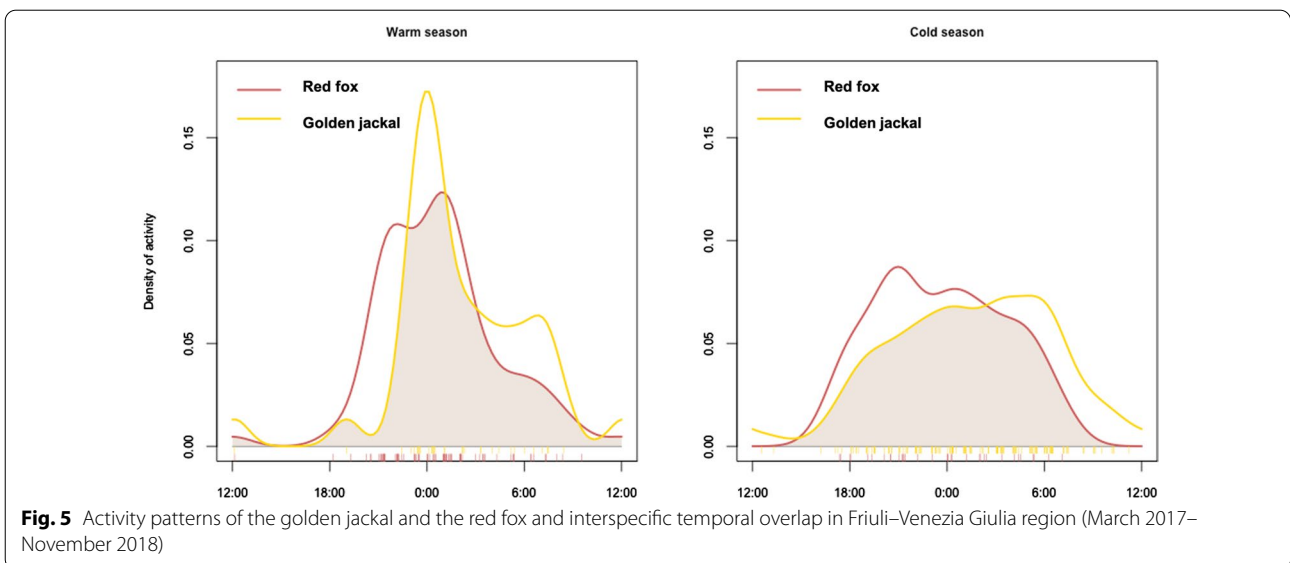 Warm season
Cold season
Red fox
Golden jackal
Red fox
Golden jackal
Density of activity
0.15
0.10
0.05
0.00
0.15
0.10
0.05
0.00
12:00 18:00 0:00 6:00 12:00
12:00 18:00 0:00 6:00 12:00
Fig. 5 Activity patterns of the golden jackal and the red fox and interspecific temporal overlap in Friuli–Venezia Giulia region (March 2017–
November 2018)